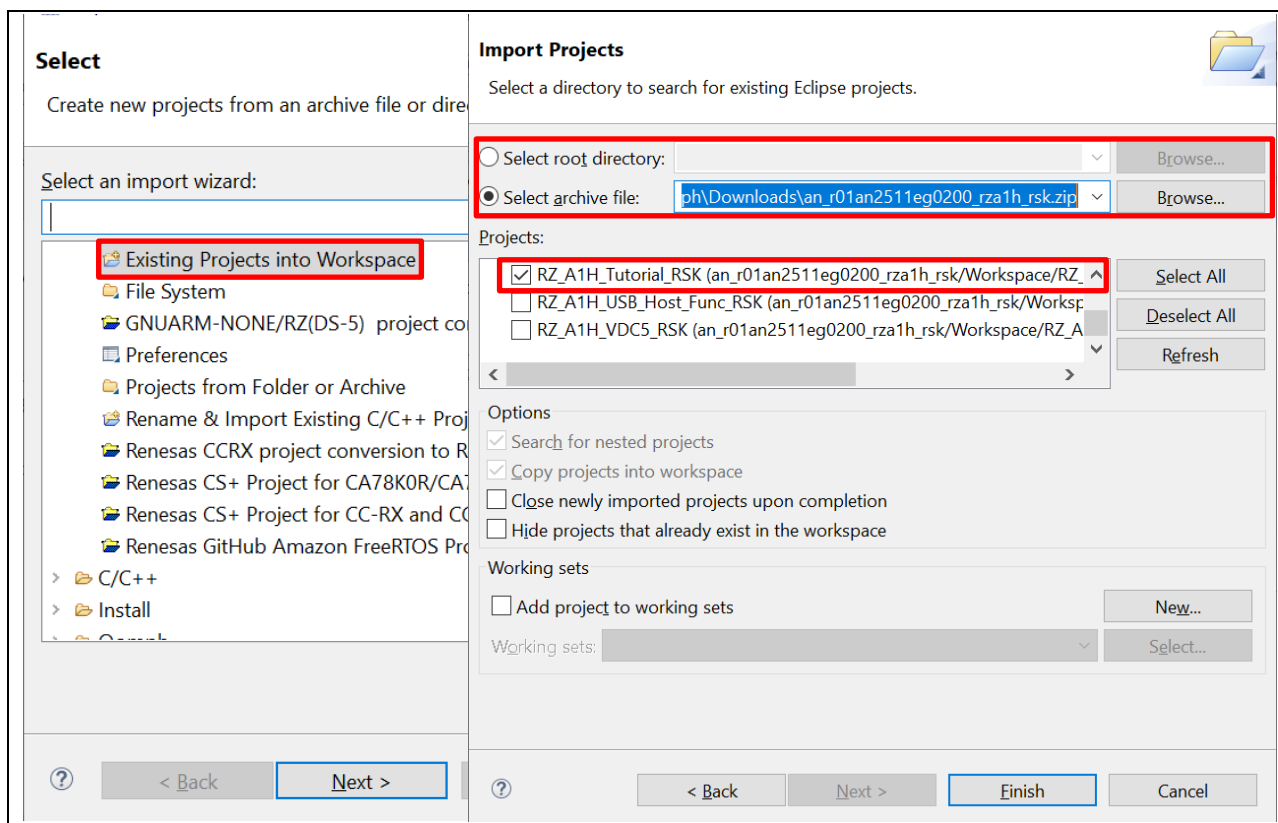 Select
Create new projects from an archive file or dire
Select an import wizard:
Existing Projects into Workspace
File System
GNUARM-NONE/RZ(DS-5) project co
Preferences
Projects from Folder or Archive
Rename & Import Existing C/C++ Proj
Renesas CCRX project conversion to R
Renesas CS+ Project for CA78K0R/CA7
Renesas CS+ Project for CC-RX and CC
Renesas GitHub Amazon FreeRTOS Pro
> C/C++
> Install
? < Back Next >
Import Projects
Select a directory to search for existing Eclipse projects.
Select root directory: Browse...
Select archive file: ph\Downloads\an_r01an2511eg0200_rza1h_rsk.zip Browse...
Projects:
RZ_A1H_Tutorial_RSK (an_r01an2511eg0200_rza1h_rsk/Workspace/RZ_ Select All
RZ_A1H_USB_Host_Func_RSK (an_r01an2511eg0200_rza1h_rsk/Worksp Deselect All
RZ_A1H_VDC5_RSK (an_r01an2511eg0200_rza1h_rsk/Workspace/RZ_A Refresh
Options
Search for nested projects
Copy projects into workspace
Close newly imported projects upon completion
Hide projects that already exist in the workspace
Working sets
Add project to working sets New...
Working sets: Select...
? < Back Next > Finish Cancel